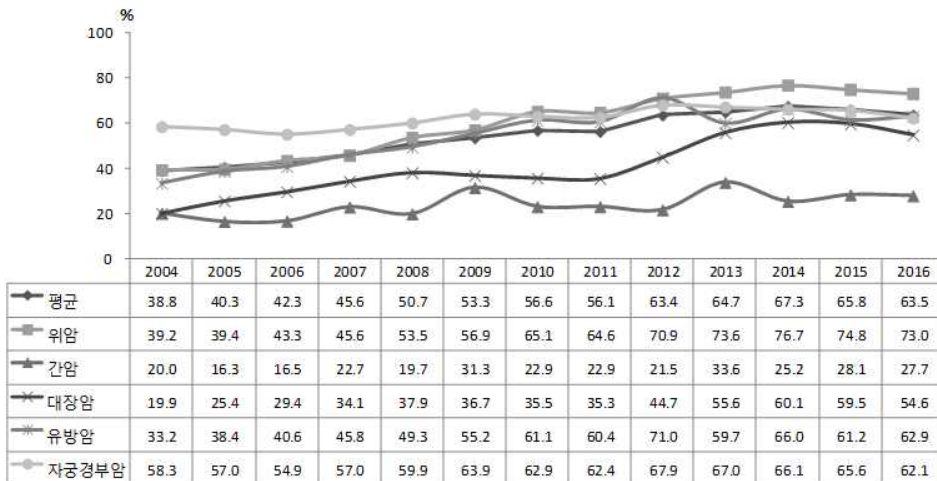 %
100
80
60
40
20
0
2004 2005 2006 2007 2008 2009 2010 2011 2012 2013 2014 2015 2016
평균 38.8 40.3 42.3 45.6 50.7 53.3 56.6 56.1 63.4 64.7 67.3 65.8 63.5
위암 39.2 39.4 43.3 45.6 53.5 56.9 65.1 64.6 70.9 73.6 76.7 74.8 73.0
간암 20.0 16.3 16.5 22.7 19.7 31.3 22.9 22.9 21.5 33.6 25.2 28.1 27.7
대장암 19.9 25.4 29.4 34.1 37.9 36.7 35.5 35.3 44.7 55.6 60.1 59.5 54.6
유방암 33.2 38.4 40.6 45.8 49.3 55.2 61.1 60.4 71.0 59.7 66.0 61.2 62.9
자궁경부암 58.3 57.0 54.9 57.0 59.9 63.9 62.9 62.4 67.9 67.0 66.1 65.6 62.1